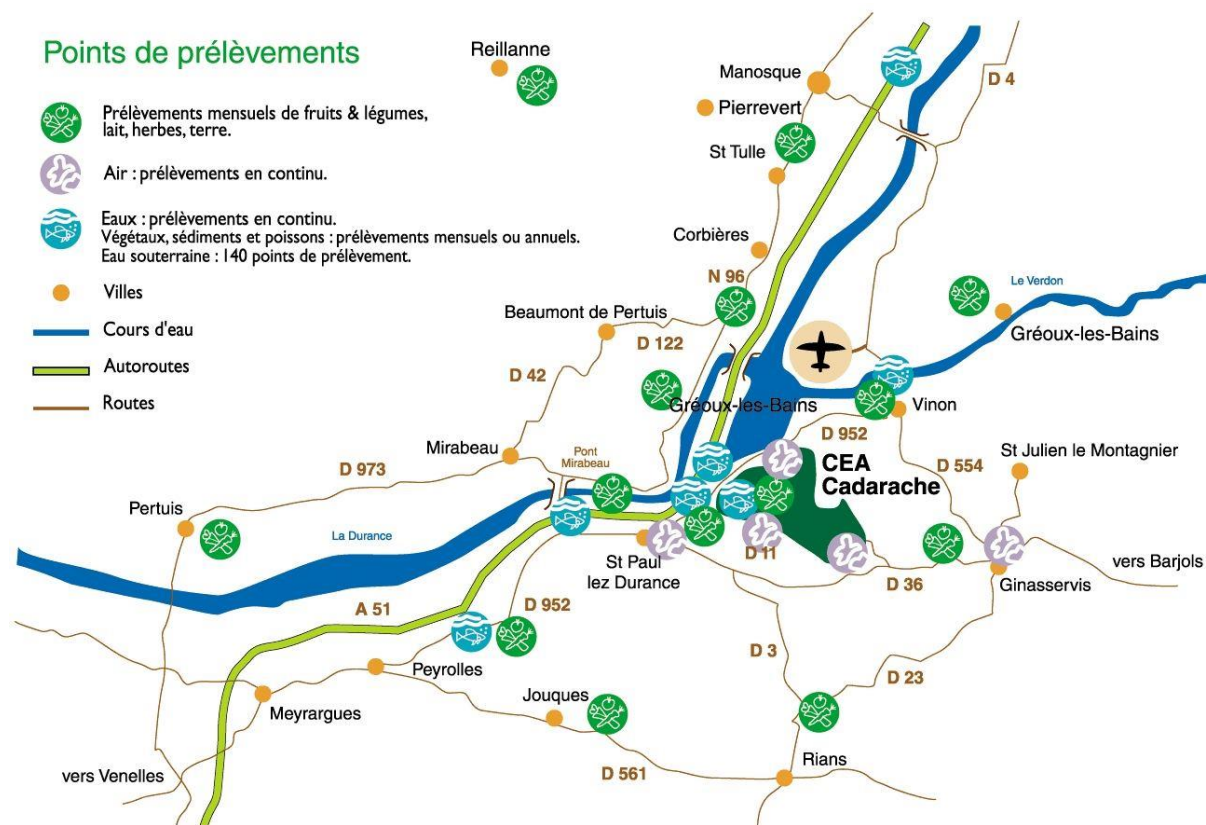 Points de prélèvements
Prélèvements mensuels de fruits & légumes,
lait, herbes, terre.
Air : prélèvements en continu.
Eaux : prélèvements en continu.
Végétaux, sédiments et poissons : prélèvements mensuels ou annuels.
Eau souterraine : 140 points de prélèvement.
Villes
Cours d'eau
Autoroutes
Routes
Reillanne
Manosque
D 4
Pierrevert
St Tulle
Corbières
N 96
Le Verdon
Beaumont de Pertuis
D 122
Gréoux-les-Bains
D 42
Gréoux-les-Bains
Vinon
D 952
Mirabeau
Pont
Mirabeau
St Julien le Montagnier
CEA
Cadarache
D 554
D 973
Pertuis
La Durance
D 11
St Paul
lez Durance
vers Barjols
D 36
Ginasservis
A 51
D 952
D 3
D 23
Peyrolles
Jouques
Meyrargues
Rians
vers Venelles
D 561